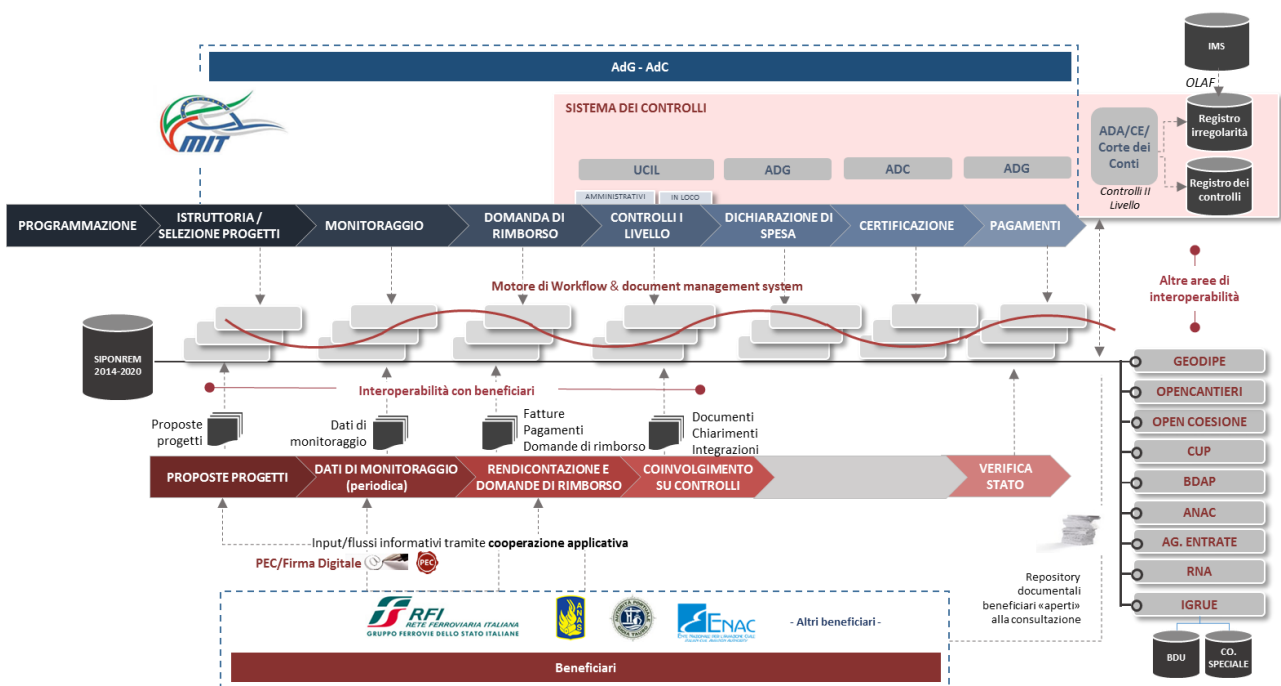 AdG - AdC
IMS
OLAF
MIT
SISTEMA DEI CONTROLLI
Registro
irregolarità
ADA/CE/
Corte dei
Conti
UCIL
ADG
ADC
ADG
Registro dei
controlli
AMMINISTRATIVI
IN LOCO
Controlli II
Livello
PROGRAMMAZIONE
ISTRUTTORIA /
SELEZIONE PROGETTI
MONITORAGGIO
DOMANDA DI
RIMBORSO
CONTROLLI I
LIVELLO
DICHIARAZIONE DI
SPESA
CERTIFICAZIONE
PAGAMENTI
Motore di Workflow & document management system
Altre aree di
interoperabilità
SIPONREM
2014-2020
Interoperabilità con beneficiari
Proposte
progetti
Dati di
monitoraggio
Fatture
Pagamenti
Domande di rimborso
Documenti
Chiarimenti
Integrazioni
PROPOSTE PROGETTI
DATI DI MONITORAGGIO
(periodica)
RENDICONTAZIONE E
DOMANDE DI RIMBORSO
COINVOLGIMENTO
SU CONTROLLI
VERIFICA
STATO
GEODIPE
OPENCANTIERI
OPEN COESIONE
CUP
BDAP
ANAC
AG. ENTRATE
RNA
IGRUE
BDU
CO.
SPECIALE
Input/flussi informativi tramite cooperazione applicativa
PEC/Firma Digitale
PEC
Repository
documentali
beneficiari «aperti»
alla consultazione
RFI
RETE FERROVIARIA ITALIANA
GRUPPO FERROVIE DELLO STATO ITALIANE
ANAS
ENAC
- Altri beneficiari -
Beneficiari